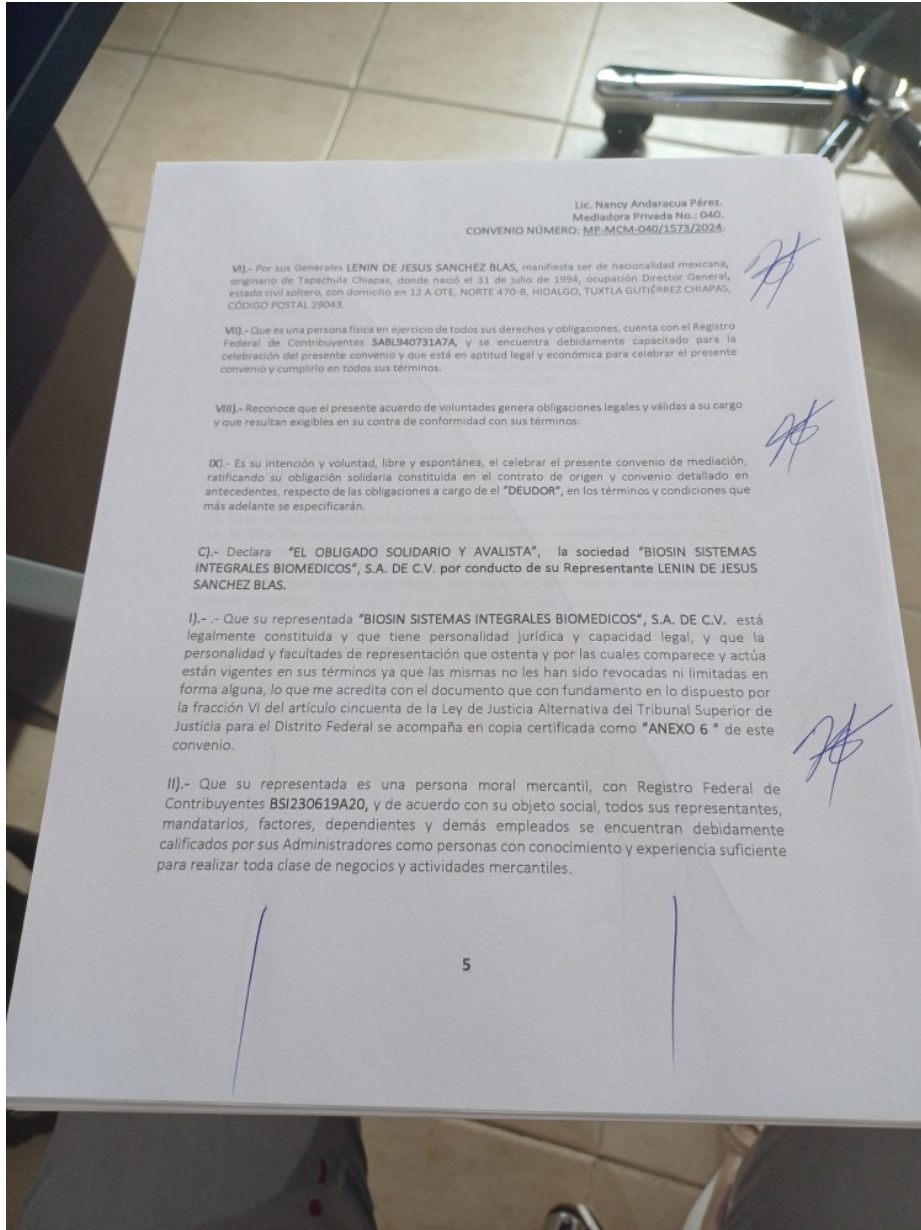 Lic. Nancy Andaracua Pérez.
Mediadora Privada No.: 040.
CONVENIO NÚMERO: MP-MCM-040/1573/2024.
VI).- Por sus Generales LENIN DE JESUS SANCHEZ BLAS, manifiesta ser de nacionalidad mexicana,
originario de Tapachula Chiapas, donde nació el 31 de julio de 1994, ocupación Director General,
estado civil soltero, con domicilio en 12 A OTE, NORTE 470-B, HIDALGO, TUXTLA GUTIÉRREZ CHIAPAS,
CÓDIGO POSTAL 29043.
VII).- Que es una persona física en ejercicio de todos sus derechos y obligaciones, cuenta con el Registro
Federal de Contribuyentes SABL940731A7A, y se encuentra debidamente capacitado para la
celebración del presente convenio y que está en aptitud legal y económica para celebrar el presente
convenio y cumplirlo en todos sus términos.
VIII).- Reconoce que el presente acuerdo de voluntades genera obligaciones legales y válidas a su cargo
y que resultan exigibles en su contra de conformidad con sus términos.
IX).- Es su intención y voluntad, libre y espontánea, el celebrar el presente convenio de mediación,
ratificando su obligación solidaria constituida en el contrato de origen y convenio detallado en
antecedentes, respecto de las obligaciones a cargo de el "DEUDOR", en los términos y condiciones que
más adelante se especificarán.
C).- Declara "EL OBLIGADO SOLIDARIO Y AVALISTA", la sociedad "BIOSIN SISTEMAS
INTEGRALES BIOMEDICOS", S.A. DE C.V. por conducto de su Representante LENIN DE JESUS
SANCHEZ BLAS.
I).- .- Que su representada "BIOSIN SISTEMAS INTEGRALES BIOMEDICOS", S.A. DE C.V. está
legalmente constituida y que tiene personalidad jurídica y capacidad legal, y que la
personalidad y facultades de representación que ostenta y por las cuales comparece y actúa
están vigentes en sus términos ya que las mismas no les han sido revocadas ni limitadas en
forma alguna, lo que me acredita con el documento que con fundamento en lo dispuesto por
la fracción VI del artículo cincuenta de la Ley de Justicia Alternativa del Tribunal Superior de
Justicia para el Distrito Federal se acompaña en copia certificada como "ANEXO 6 " de este
convenio.
II).- Que su representada es una persona moral mercantil, con Registro Federal de
Contribuyentes BSI230619A20, y de acuerdo con su objeto social, todos sus representantes,
mandatarios, factores, dependientes y demás empleados se encuentran debidamente
calificados por sus Administradores como personas con conocimiento y experiencia suficiente
para realizar toda clase de negocios y actividades mercantiles.
5